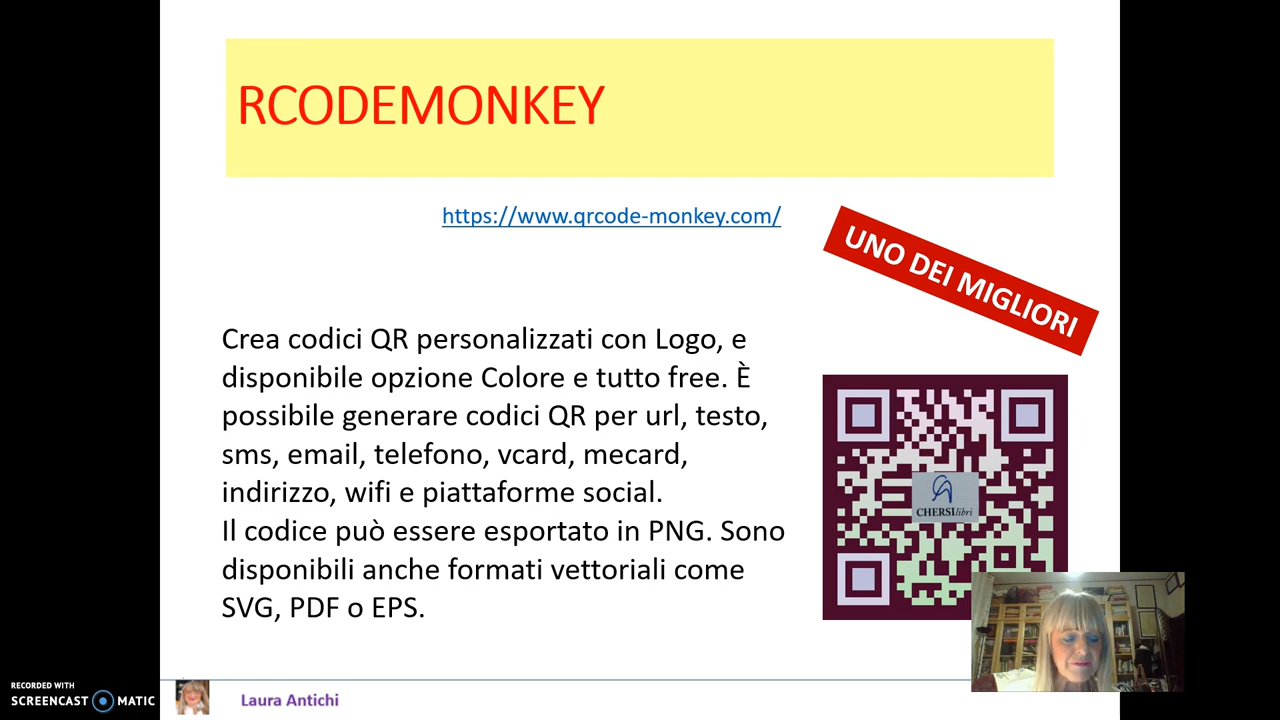 RCODEMONKEY
https://www.qrcode-monkey.com/
UNO DEI MIGLIORI
Crea codici QR personalizzati con Logo, e
disponibile opzione Colore e tutto free. È
possibile generare codici QR per url, testo,
sms, email, telefono, vcard, mecard,
indirizzo, wifi e piattaforme social.
Il codice può essere esportato in PNG. Sono
disponibili anche formati vettoriali come
SVG, PDF o EPS.
CHERSIlibri
Laura Antichi
RECORDED WITH
SCREENCAST MATIC